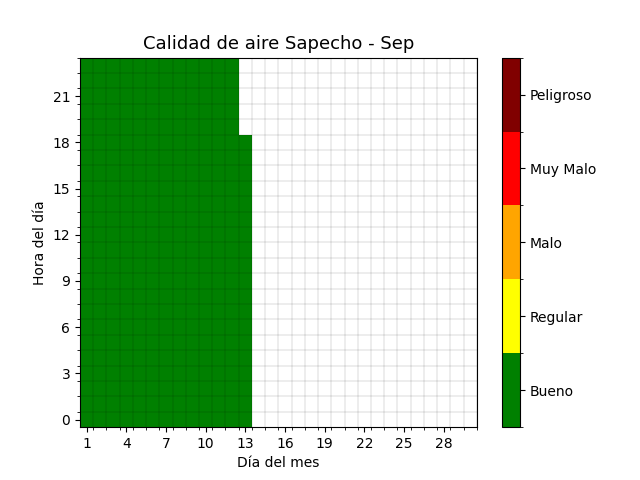 Calidad de aire Sapecho - Sep
Hora del día
21
18
15
12
9
6
3
0
1 4 7 10 13 16 19 22 25 28
Día del mes
Peligroso
Muy Malo
Malo
Regular
Bueno